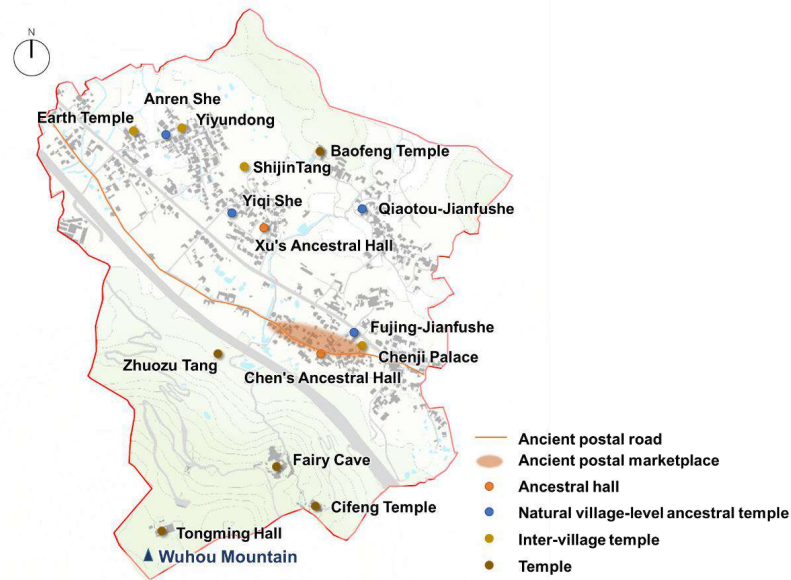 N
Anren She
Earth Temple
Yiyundong
Baofeng Temple
ShijinTang
Yiqi She
Qiaotou-Jianfushe
Xu's Ancestral Hall
Fujing-Jianfushe
Chenji Palace
Zhuozu Tang
Chen's Ancestral Hall
Fairy Cave
Cifeng Temple
Tongming Hall
Wuhou Mountain
Ancient postal road
Ancient postal marketplace
Ancestral hall
Natural village-level ancestral temple
Inter-village temple
Temple